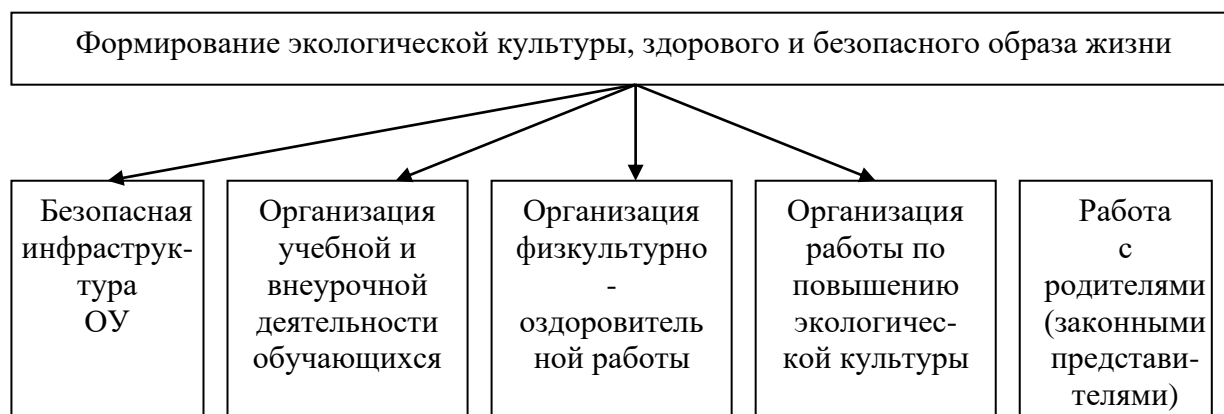 Формирование экологической культуры, здорового и безопасного образа жизни
Безопасная
инфраструк-
тура
ОУ
Организация
учебной и
внеурочной
деятельности
обучающихся
Организация
физкультурно
-
оздоровитель
ной работы
Организация
работы по
повышению
экологичес-
кой культуры
Работа
с
родителями
(законными
представи-
телями)